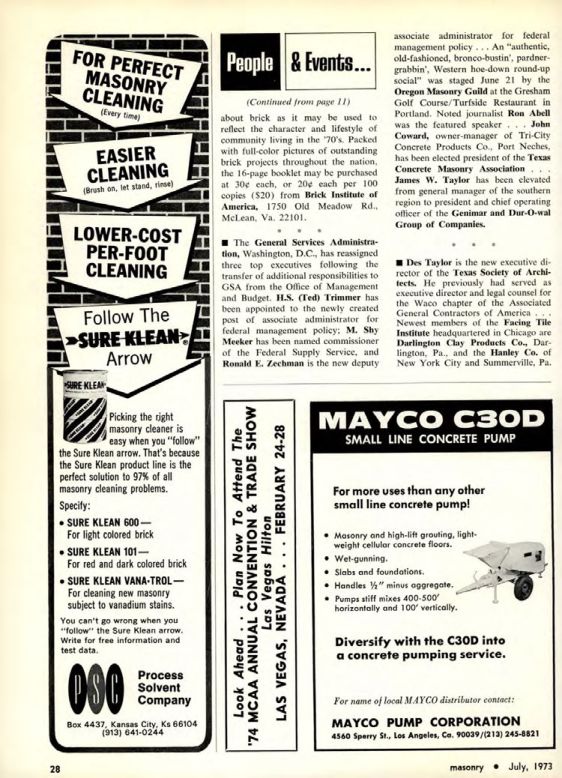 FOR PERFECT
MASONRY
CLEANING
(Every time)
EASIER
CLEANING
(Brush on, let stand, rinse)
LOWER-COST
PER-FOOT
CLEANING
Follow The
SURE KLEAN®
Arrow
SURE KLEAN
Picking the right
masonry cleaner is
easy when you "follow"
the Sure Klean arrow. That's because
the Sure Klean product line is the
perfect solution to 97% of all
masonry cleaning problems.
Specify:
• SURE KLEAN 600—
For light colored brick
• SURE KLEAN 101—
For red and dark colored brick
• SURE KLEAN VANA-TROL—
For cleaning new masonry
subject to vanadium stains.
You can't go wrong when you
"follow" the Sure Klean arrow.
Write for free information and
test data.
PSC
Process
Solvent
Company
Box 4437, Kansas City, Ks 66104
(913) 641-0244
People & Events...
(Continued from page 11)
about brick as it may be used to
reflect the character and lifestyle of
community living in the '70's. Packed
with full-color pictures of outstanding
brick projects throughout the nation,
the 16-page booklet may be purchased
at 30¢ each, or 20¢ each per 100
copies ($20) from Brick Institute of
America, 1750 Old Meadow Rd.,
McLean, Va. 22101.
* * *
■ The General Services Administra-
tion, Washington, D.C., has reassigned
three top executives following the
transfer of additional responsibilities to
GSA from the Office of Management
and Budget. H.S. (Ted) Trimmer has
been appointed to the newly created
post of associate administrator for
federal management policy; M. Shy
Meeker has been named commissioner
of the Federal Supply Service, and
Ronald E. Zechman is the new deputy
associate administrator for federal
management policy . . . An "authentic,
old-fashioned, bronco-bustin', pardner-
grabbin', Western hoe-down round-up
social" was staged June 21 by the
Oregon Masonry Guild at the Gresham
Golf Course/Turfside Restaurant in
Portland. Noted journalist Ron Abell
was the featured speaker . . . John
Coward, owner-manager of Tri-City
Concrete Products Co., Port Neches,
has been elected president of the Texas
Concrete Masonry Association . . .
James W. Taylor has been elevated
from general manager of the southern
region to president and chief operating
officer of the Genimar and Dur-O-wal
Group of Companies.
* * *
■ Des Taylor is the new executive di-
rector of the Texas Society of Archi-
tects. He previously had served as
executive director and legal counsel for
the Waco chapter of the Associated
General Contractors of America . . .
Newest members of the Facing Tile
Institute headquartered in Chicago are
Darlington Clay Products Co., Dar-
lington, Pa., and the Hanley Co. of
New York City and Summerville, Pa.
Look Ahead . . . Plan Now To Attend The
'74 MCAA ANNUAL CONVENTION & TRADE SHOW
Las Vegas Hilton
LAS VEGAS, NEVADA . . . FEBRUARY 24-28
MAYCO C30D
SMALL LINE CONCRETE PUMP
For more uses than any other
small line concrete pump!
• Masonry and high-lift grouting, light-
weight cellular concrete floors.
• Wet-gunning.
• Slabs and foundations.
• Handles ½" minus aggregate.
• Pumps stiff mixes 400-500'
horizontally and 100' vertically.
Diversify with the C30D into
a concrete pumping service.
For name of local MAYCO distributor contact:
MAYCO PUMP CORPORATION
4560 Sperry St., Los Angeles, Ca. 90039/(213) 245-8821
28
masonry • July, 1973